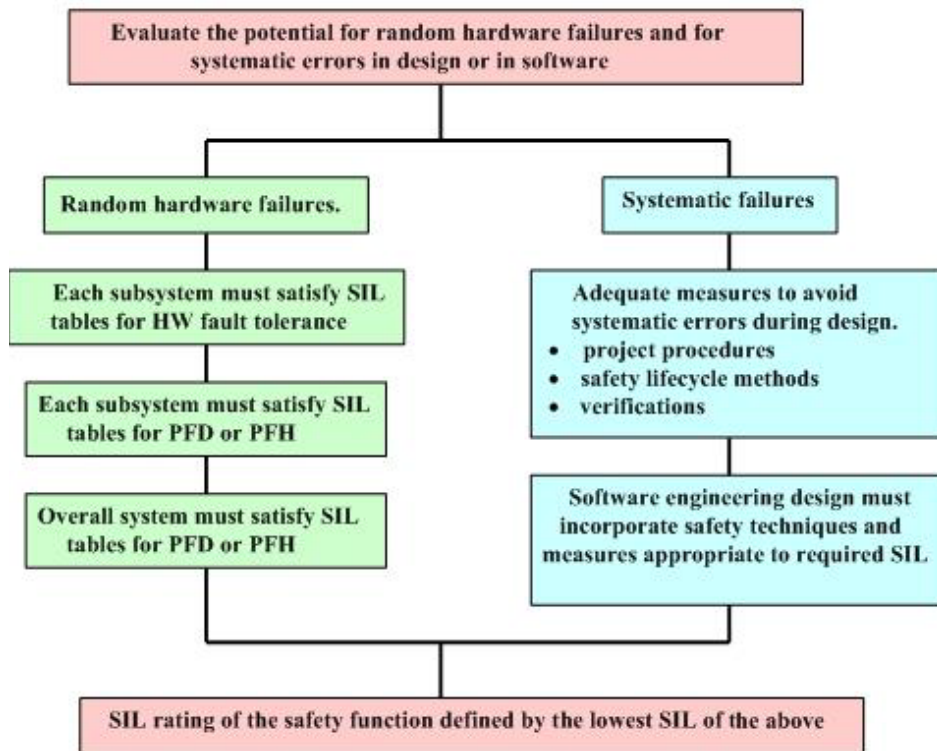 Evaluate the potential for random hardware failures and for
systematic errors in design or in software
Random hardware failures.
Each subsystem must satisfy SIL
tables for HW fault tolerance
Each subsystem must satisfy SIL
tables for PFD or PFH
Overall system must satisfy SIL
tables for PFD or PFH
Systematic failures
Adequate measures to avoid
systematic errors during design.
• project procedures
• safety lifecycle methods
• verifications
Software engineering design must
incorporate safety techniques and
measures appropriate to required SIL
SIL rating of the safety function defined by the lowest SIL of the above